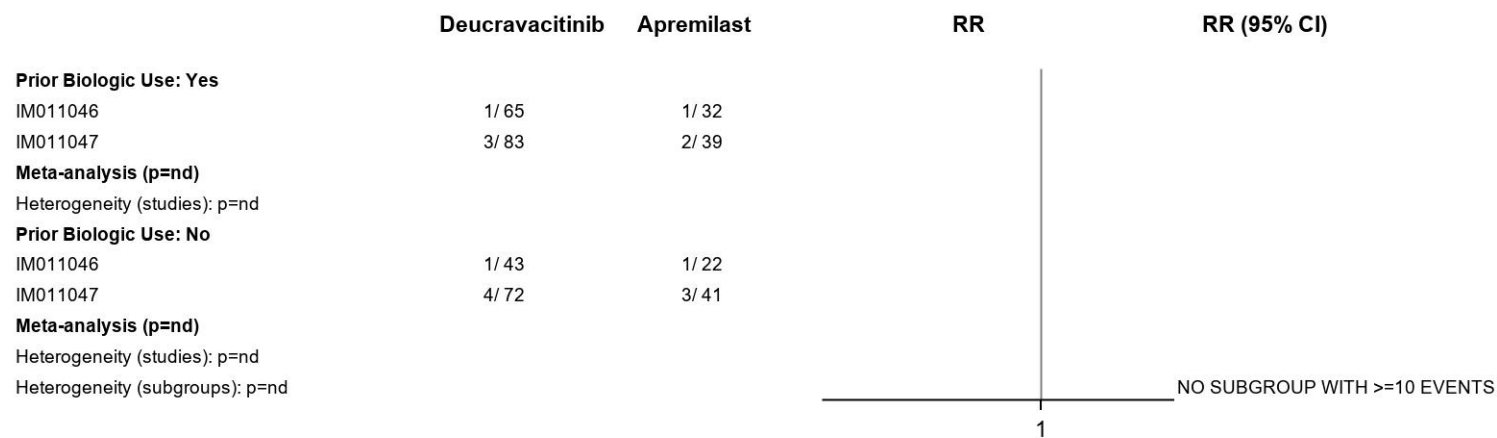 Deucravacitinib Apremilast RR RR (95% CI)
Prior Biologic Use: Yes
IM011046 1/ 65 1/ 32
IM011047 3/ 83 2/ 39
Meta-analysis (p=nd)
Heterogeneity (studies): p=nd
Prior Biologic Use: No
IM011046 1/ 43 1/ 22
IM011047 4/ 72 3/ 41
Meta-analysis (p=nd)
Heterogeneity (studies): p=nd
Heterogeneity (subgroups): p=nd NO SUBGROUP WITH >=10 EVENTS
1